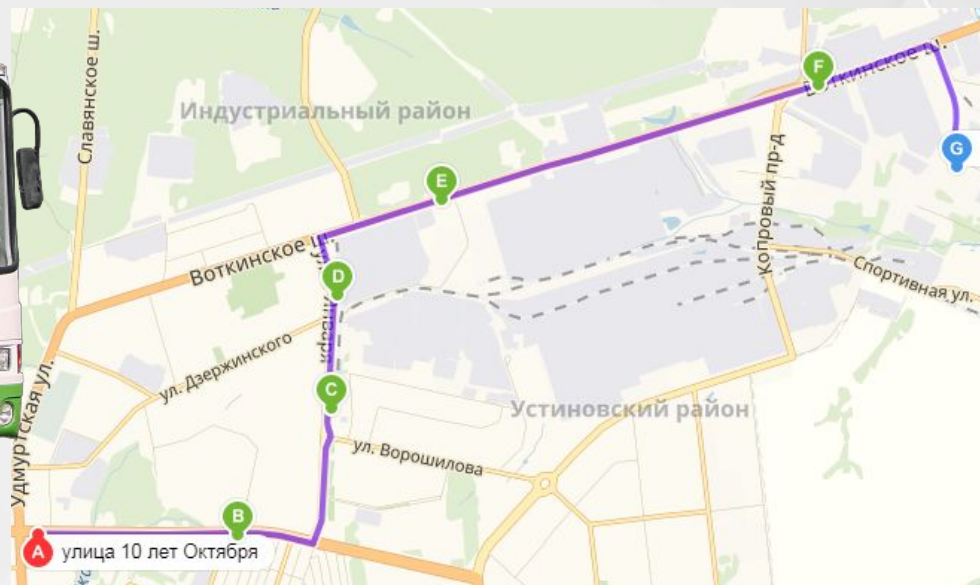 Славянское ш.
Индустриальный район
F
Воткинское ш.
G
E
Копровый пр-д
Воткинское ш.
D
Спортивная ул.
ул. Дзержинского
C
Устиновский район
Удмуртская ул.
ул. Ворошилова
B
A
улица 10 лет Октября